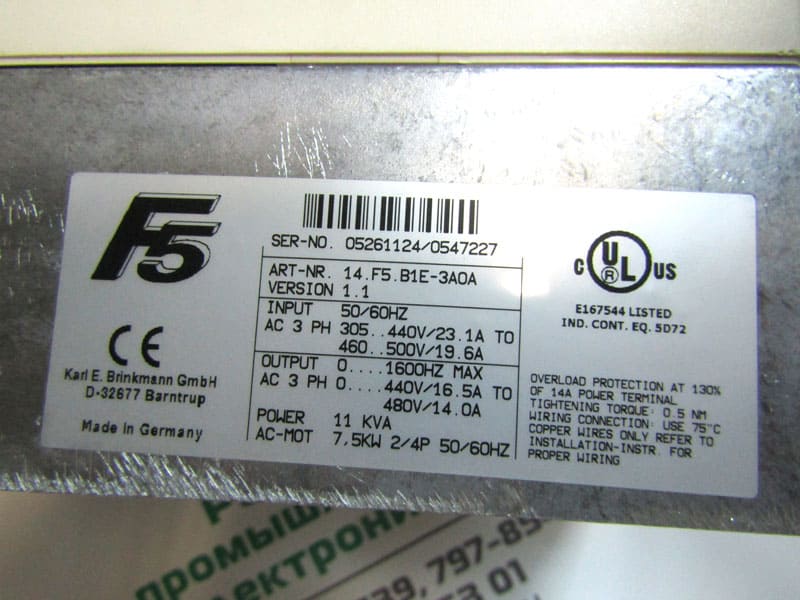 F5
SER-NO. 05261124/0547227
ART-NR. 14.F5.B1E-3A0A
VERSION 1.1
INPUT 50/60HZ
AC 3 PH 305..440V/23.1A TO
460..500V/19.6A
OUTPUT 0....1600HZ MAX
AC 3 PH 0....440V/16.5A TO
480V/14.0A
POWER 11 KVA
AC-MOT 7,5KW 2/4P 50/60HZ
CE
Karl E. Brinkmann GmbH
D-32677 Barntrup
Made in Germany
C UL US
®
E167544 LISTED
IND. CONT. EQ. 5D72
OVERLOAD PROTECTION AT 130%
OF 14A POWER TERMINAL
TIGHTENING TORQUE: 0.5 NM
WIRING CONNECTION: USE 75°C
COPPER WIRES ONLY REFER TO
INSTALLATION-INSTR. FOR
PROPER WIRING
39, 797-85
01